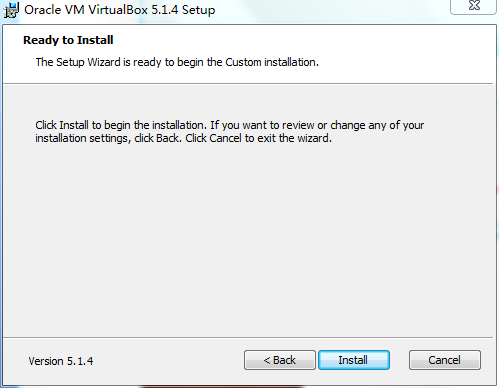 Oracle VM VirtualBox 5.1.4 Setup
Ready to Install
The Setup Wizard is ready to begin the Custom installation.
Click Install to begin the installation. If you want to review or change any of your
installation settings, click Back. Click Cancel to exit the wizard.
Version 5.1.4
< Back
Install
Cancel